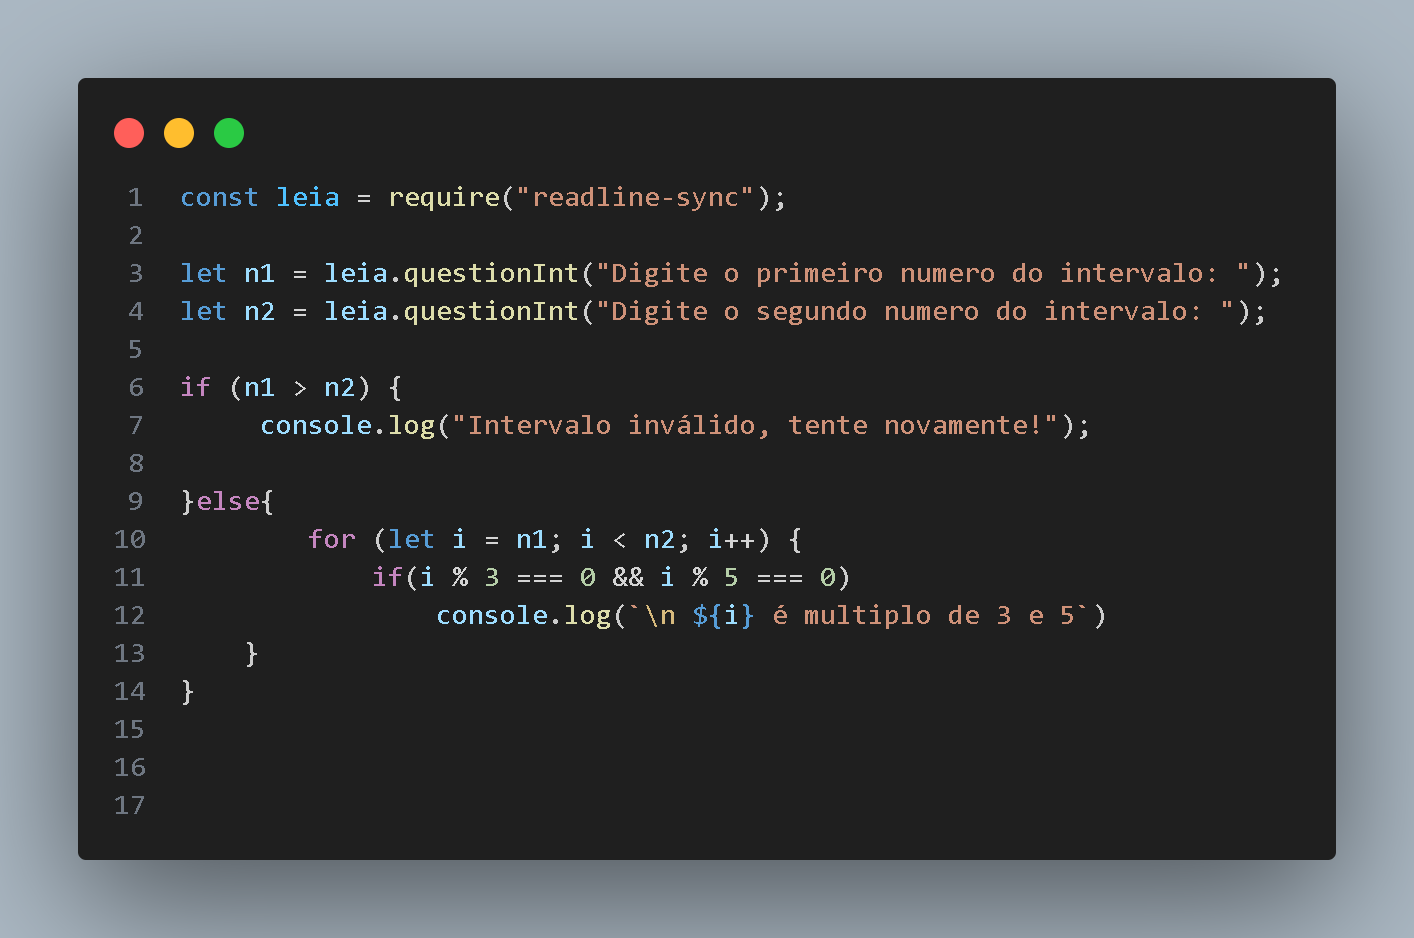 1 const leia = require("readline-sync");
2
3 let n1 = leia.questionInt("Digite o primeiro numero do intervalo: ");
4 let n2 = leia.questionInt("Digite o segundo numero do intervalo: ");
5
6 if (n1 > n2) {
7      console.log("Intervalo inválido, tente novamente!");
8
9 }else{
10         for (let i = n1; i < n2; i++) {
11             if(i % 3 === 0 && i % 5 === 0)
12                 console.log(`\n ${i} é multiplo de 3 e 5`)
13     }
14 }
15
16
17